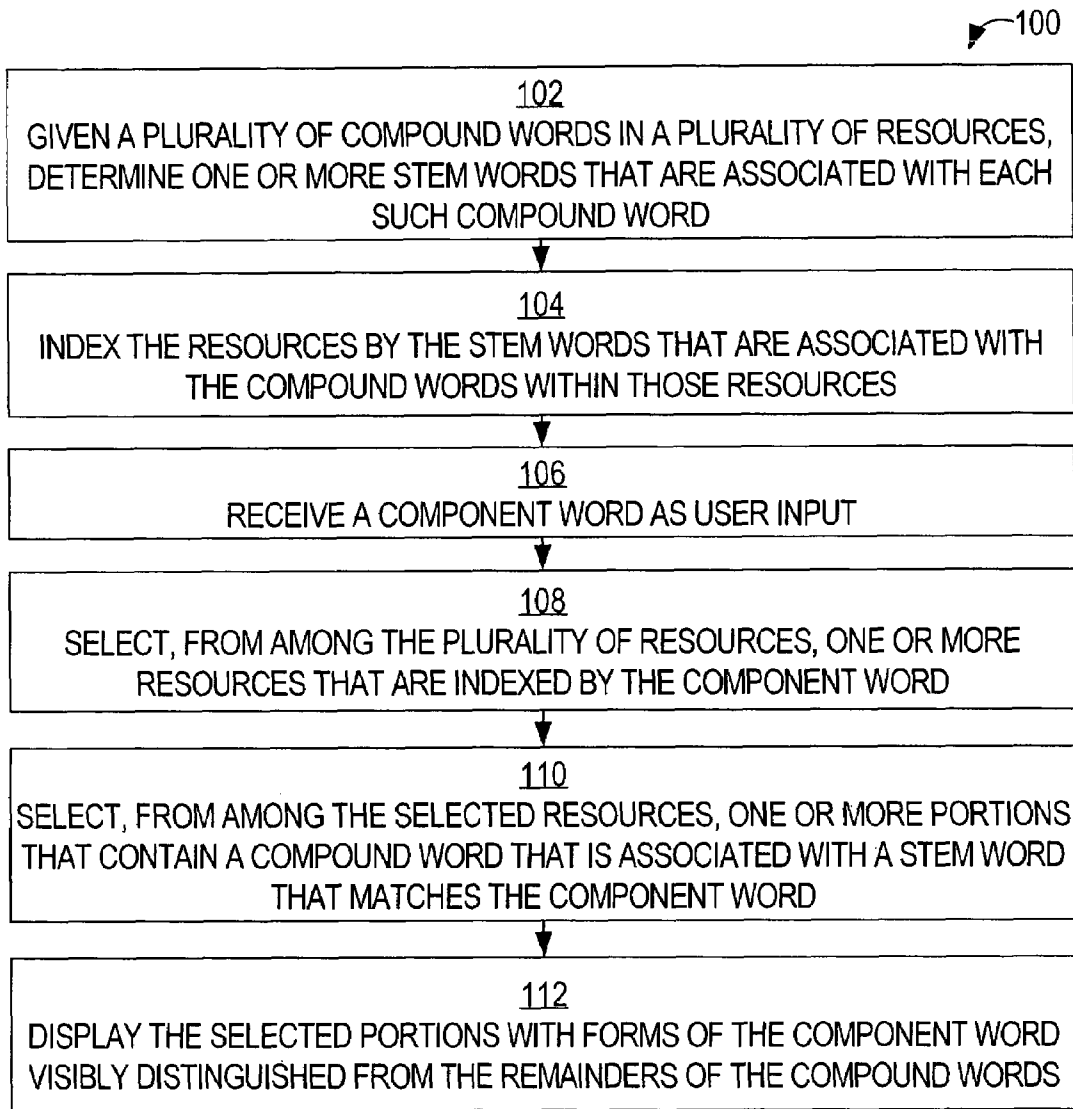 100
102
GIVEN A PLURALITY OF COMPOUND WORDS IN A PLURALITY OF RESOURCES,
DETERMINE ONE OR MORE STEM WORDS THAT ARE ASSOCIATED WITH EACH
SUCH COMPOUND WORD
104
INDEX THE RESOURCES BY THE STEM WORDS THAT ARE ASSOCIATED WITH
THE COMPOUND WORDS WITHIN THOSE RESOURCES
106
RECEIVE A COMPONENT WORD AS USER INPUT
108
SELECT, FROM AMONG THE PLURALITY OF RESOURCES, ONE OR MORE
RESOURCES THAT ARE INDEXED BY THE COMPONENT WORD
110
SELECT, FROM AMONG THE SELECTED RESOURCES, ONE OR MORE PORTIONS
THAT CONTAIN A COMPOUND WORD THAT IS ASSOCIATED WITH A STEM WORD
THAT MATCHES THE COMPONENT WORD
112
DISPLAY THE SELECTED PORTIONS WITH FORMS OF THE COMPONENT WORD
VISIBLY DISTINGUISHED FROM THE REMAINDERS OF THE COMPOUND WORDS